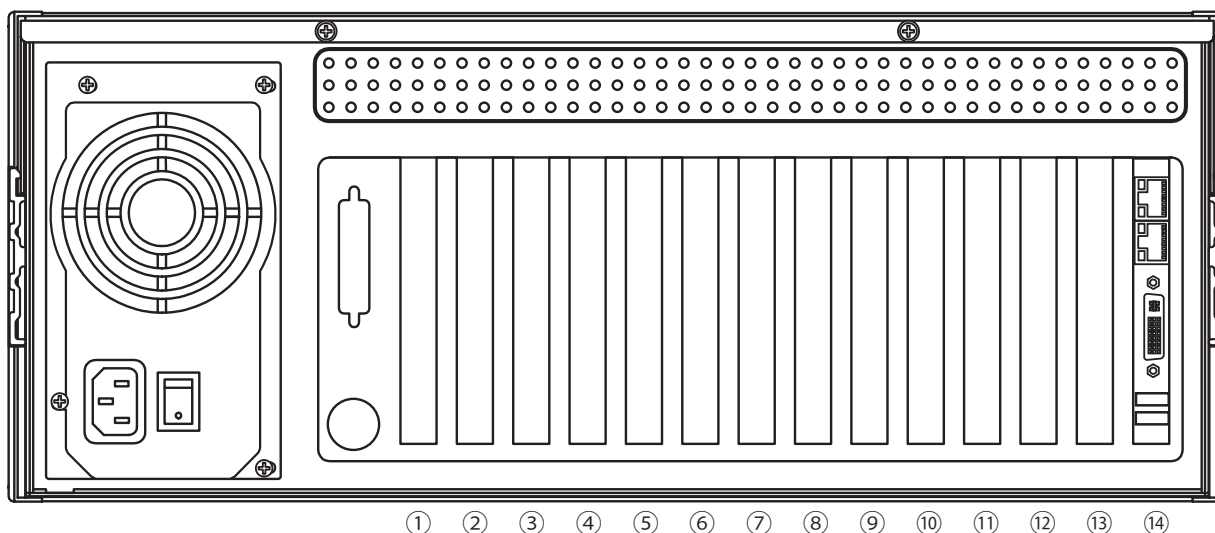 ① ② ③ ④ ⑤ ⑥ ⑦ ⑧ ⑨ ⑩ ⑪ ⑫ ⑬ ⑭